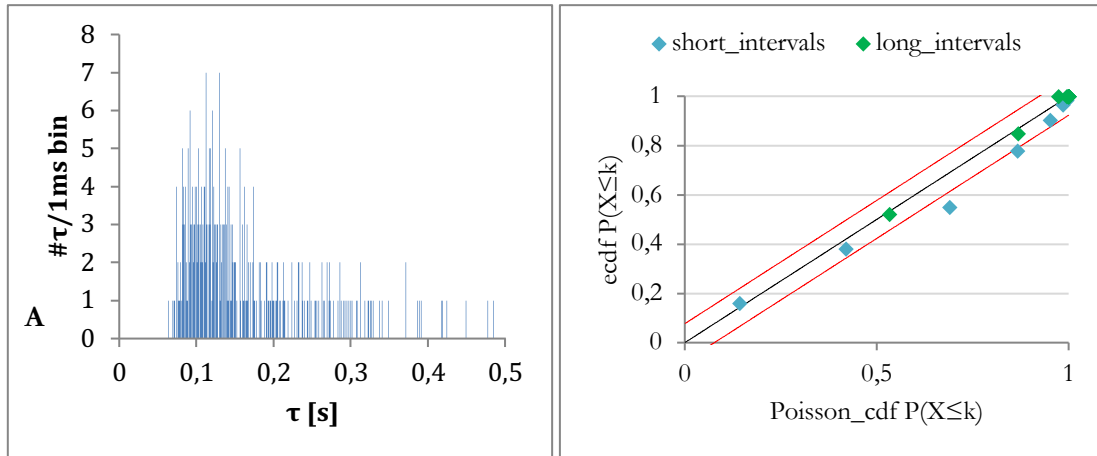 8
7
6
5
4
3
2
1
0
#τ/1ms bin
A
0 0,1 0,2 0,3 0,4 0,5
τ [s]
short_intervals long_intervals
1
0,8
0,6
0,4
0,2
0
ecdf P(X≤k)
0 0,5 1
Poisson_cdf P(X≤k)